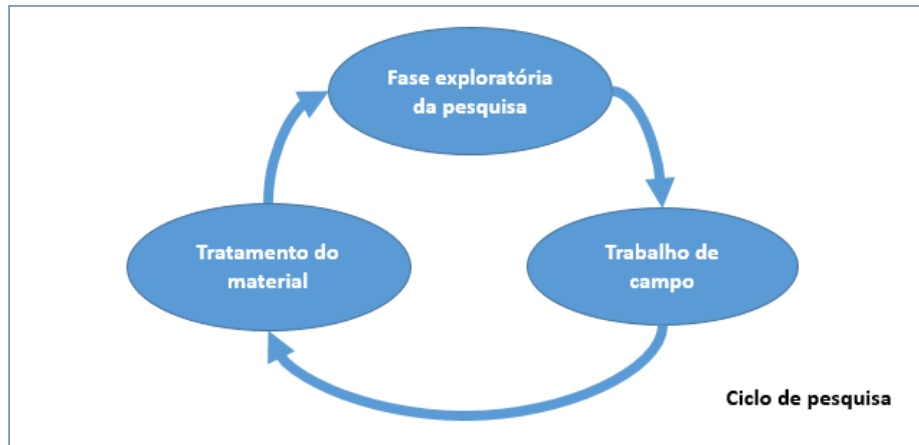 Fase exploratória
da pesquisa
Tratamento do
material
Trabalho de
campo
Ciclo de pesquisa